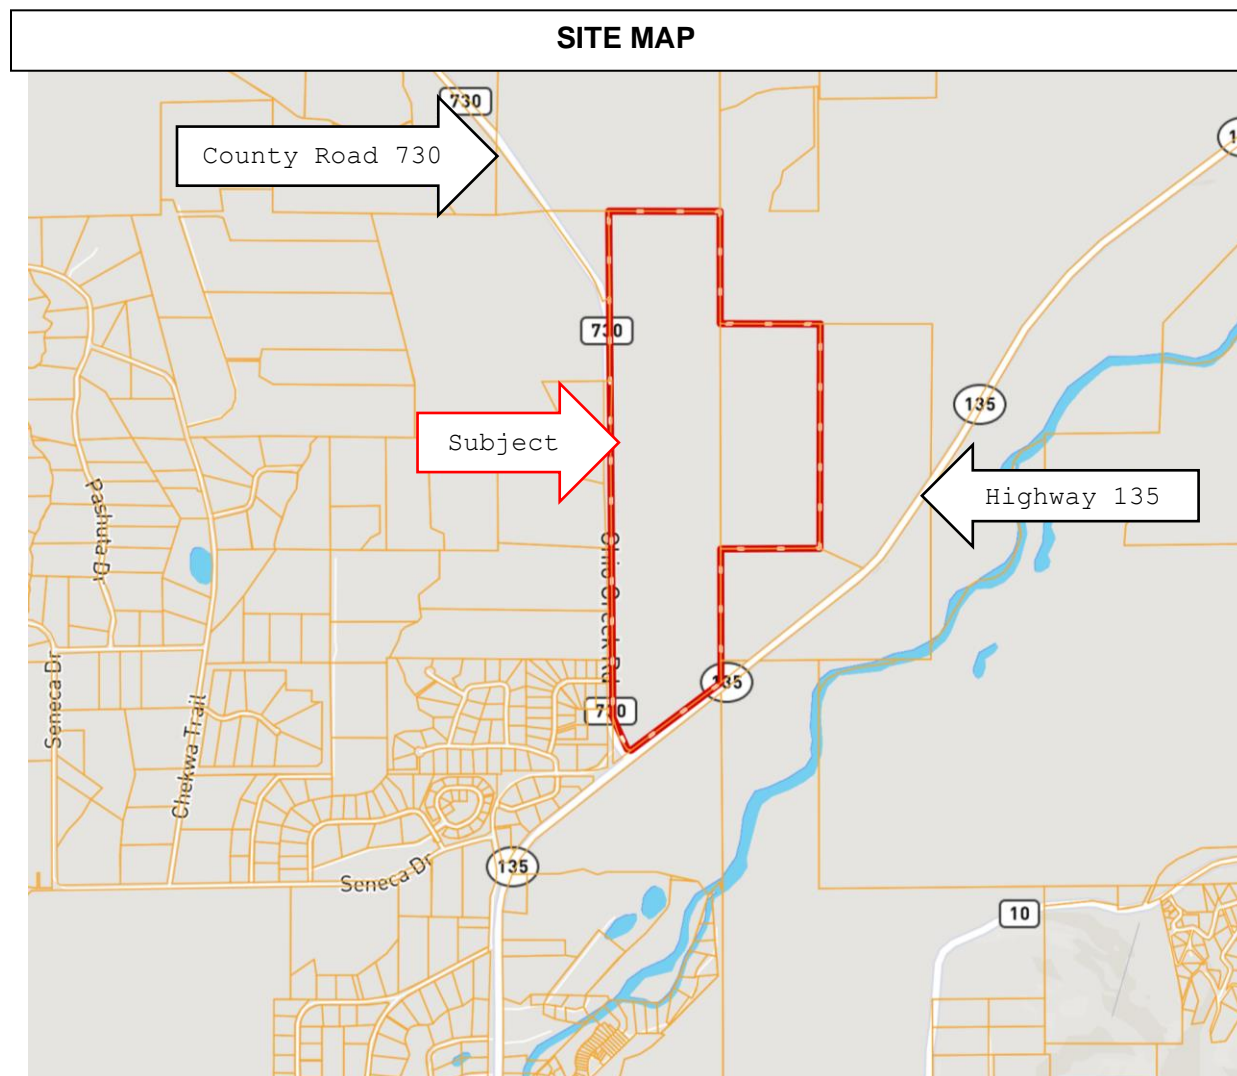 SITE MAP
730
County Road 730
1
730
135
Subject
Highway 135
Pashuta Dr
Ohio Creek Rd
Seneca Dr
135
730
Chekwa Trail
135
Seneca Dr
10